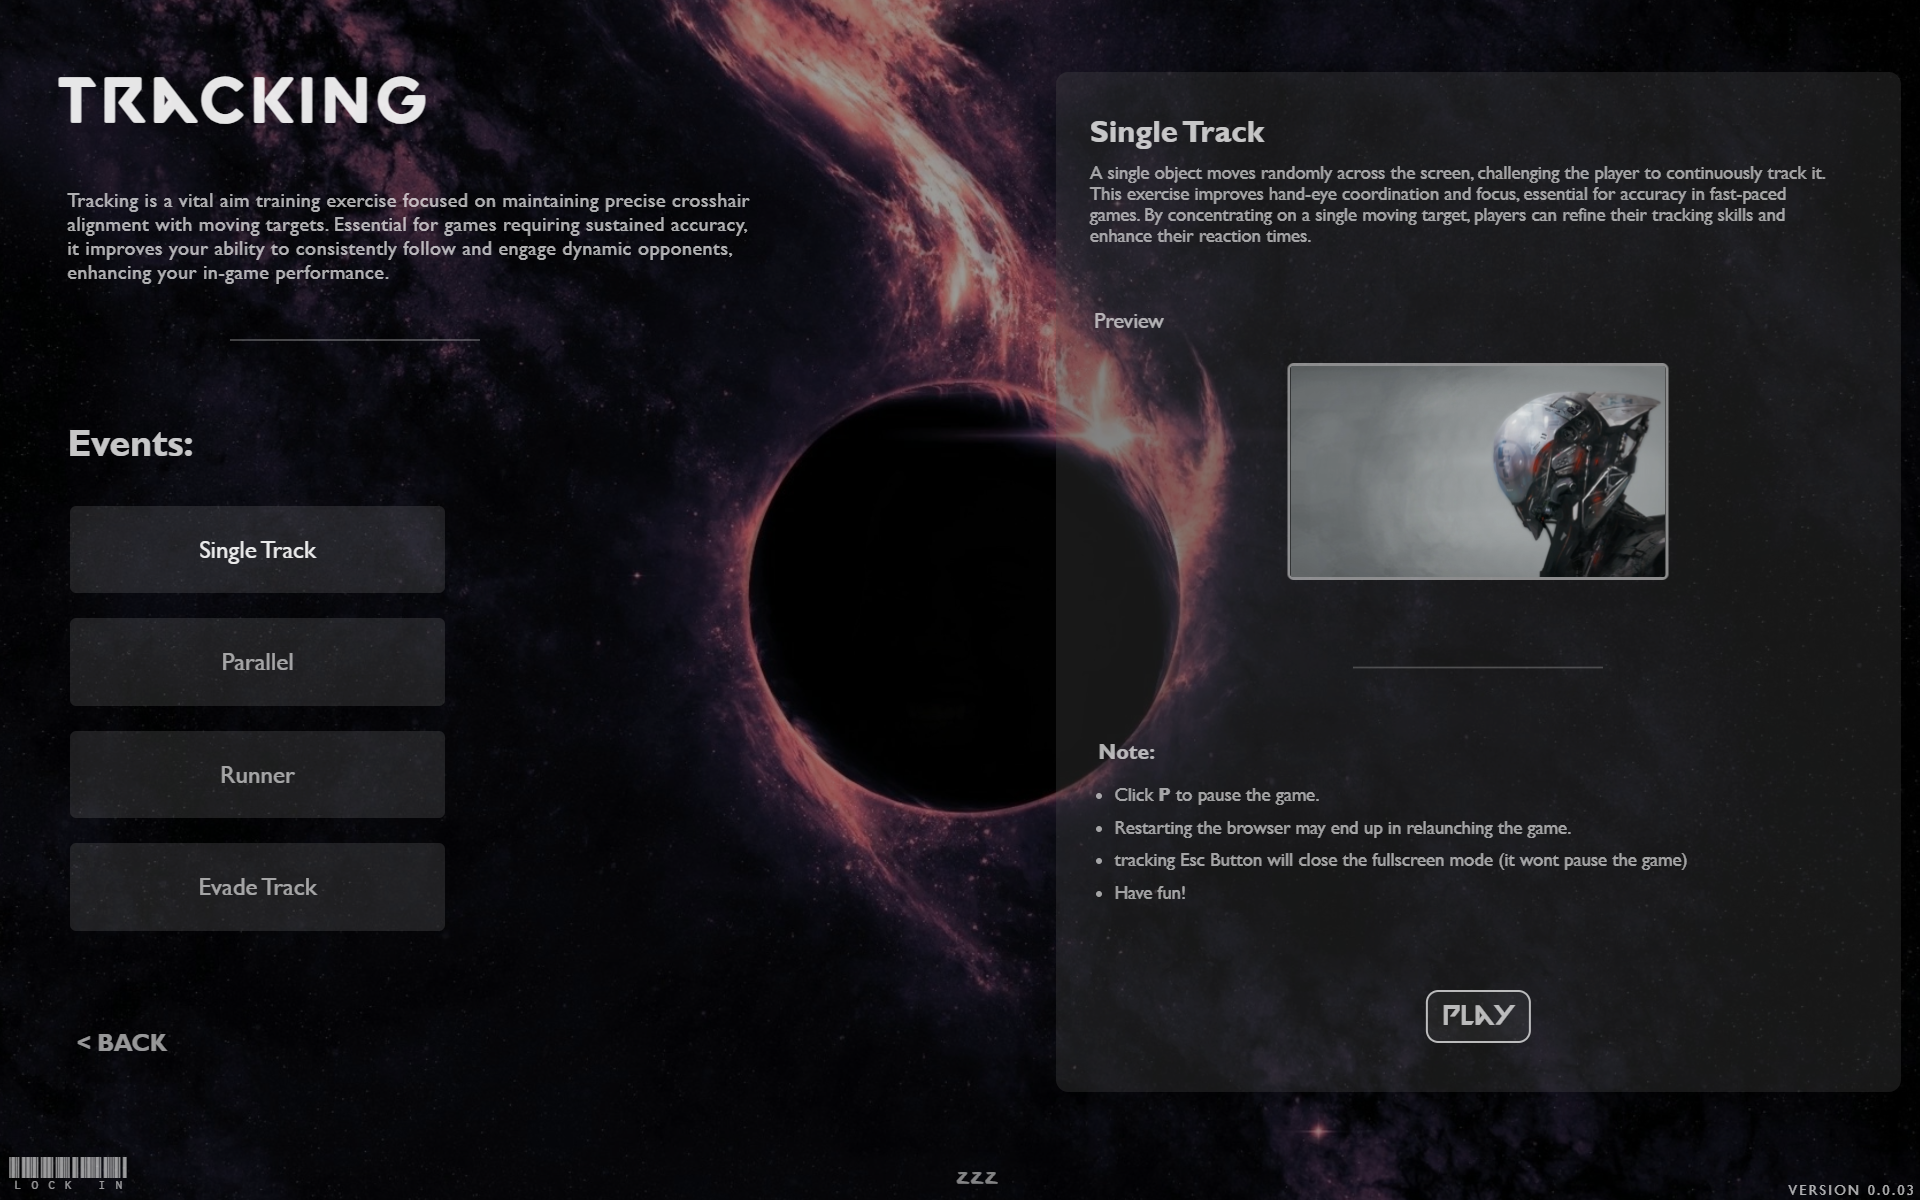 TRACKING
Tracking is a vital aim training exercise focused on maintaining precise crosshair
alignment with moving targets. Essential for games requiring sustained accuracy,
it improves your ability to consistently follow and engage dynamic opponents,
enhancing your in-game performance.
Events:
Single Track
Parallel
Runner
Evade Track
< BACK
Single Track
A single object moves randomly across the screen, challenging the player to continuously track it.
This exercise improves hand-eye coordination and focus, essential for accuracy in fast-paced
games. By concentrating on a single moving target, players can refine their tracking skills and
enhance their reaction times.
Preview
Note:
• Click P to pause the game.
• Restarting the browser may end up in relaunching the game.
• tracking Esc Button will close the fullscreen mode (it wont pause the game)
• Have fun!
PLAY
LOCK IN
zzz
VERSION 0.0.03